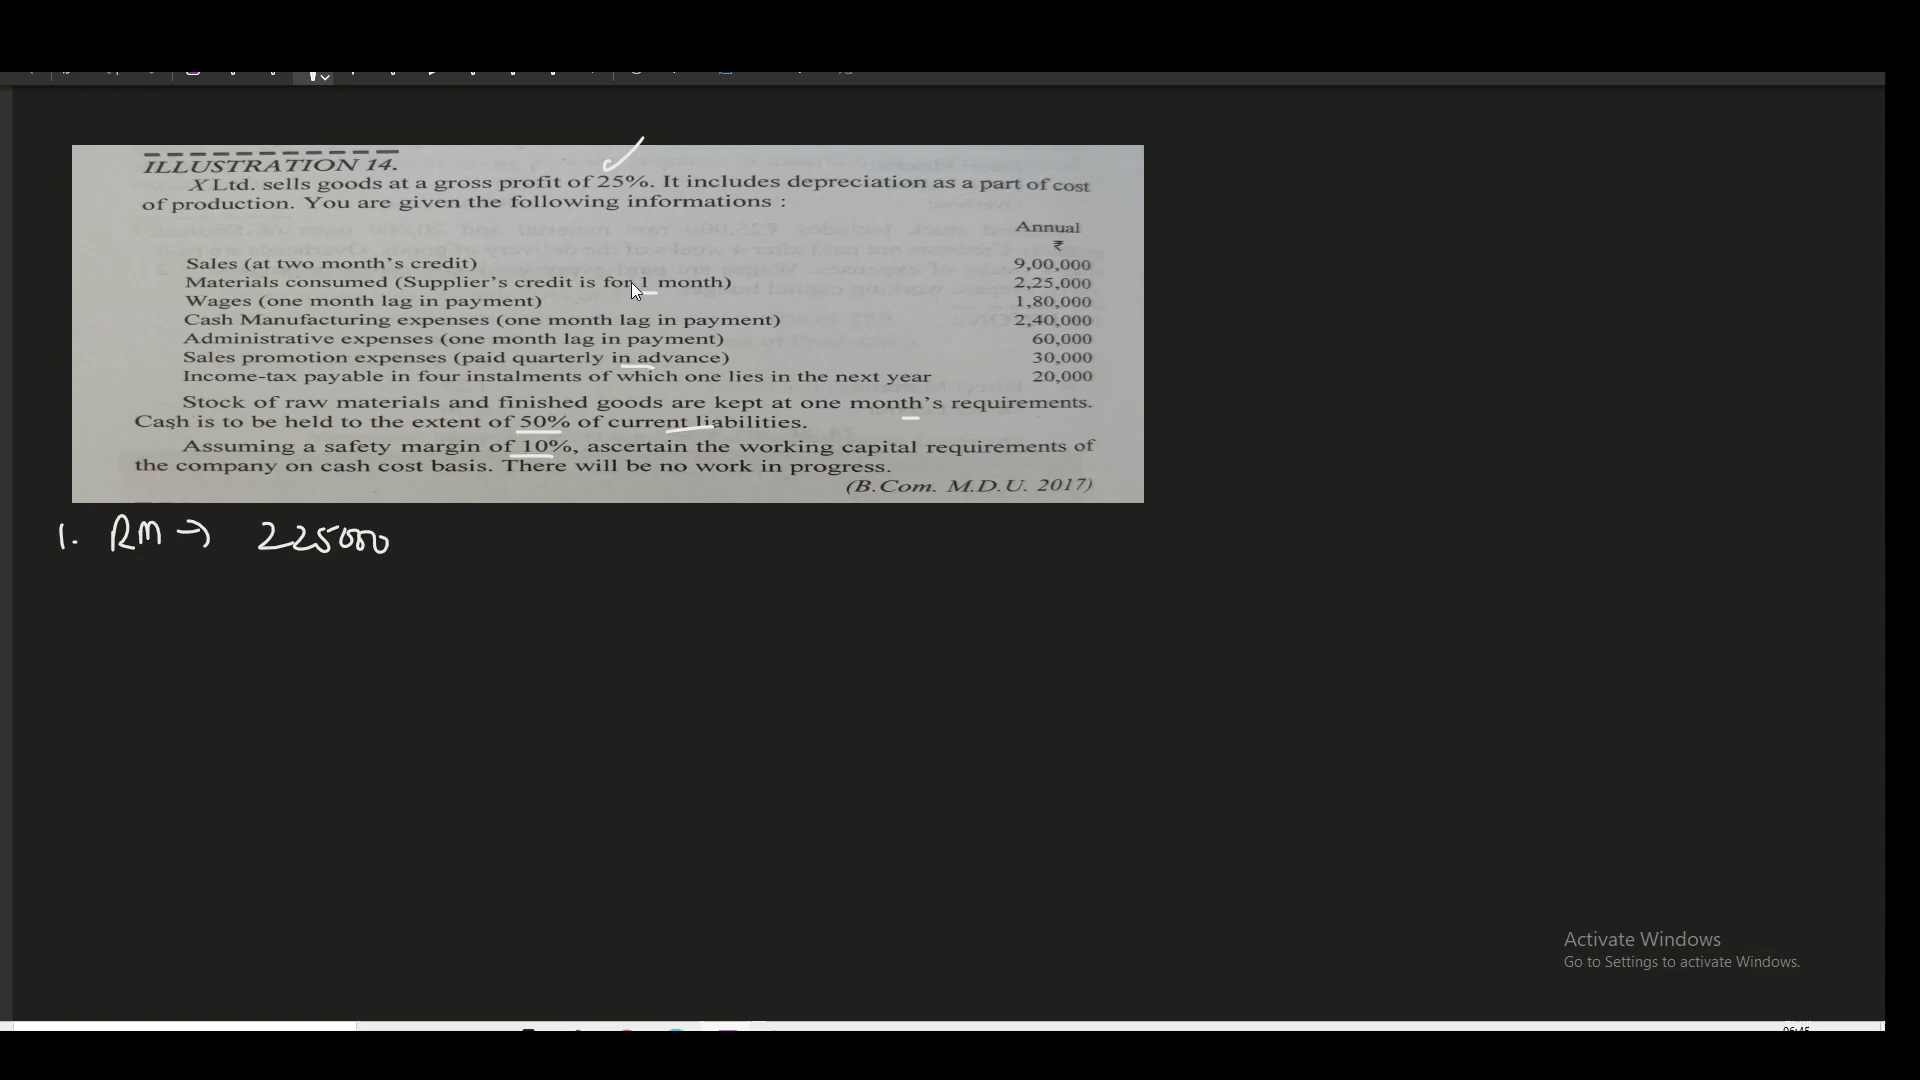 ILLUSTRATION 14.
X Ltd. sells goods at a gross profit of 25%. It includes depreciation as a part of cost
of production. You are given the following informations :
Annual
₹
Sales (at two month's credit) 9,00,000
Materials consumed (Supplier's credit is for 1 month) 2,25,000
Wages (one month lag in payment) 1,80,000
Cash Manufacturing expenses (one month lag in payment) 2,40,000
Administrative expenses (one month lag in payment) 60,000
Sales promotion expenses (paid quarterly in advance) 30,000
Income-tax payable in four instalments of which one lies in the next year 20,000
Stock of raw materials and finished goods are kept at one month's requirements.
Cash is to be held to the extent of 50% of current liabilities.
Assuming a safety margin of 10%, ascertain the working capital requirements of
the company on cash cost basis. There will be no work in progress.
(B.Com. M.D.U. 2017)
1. RM → 225000
Activate Windows
Go to Settings to activate Windows.